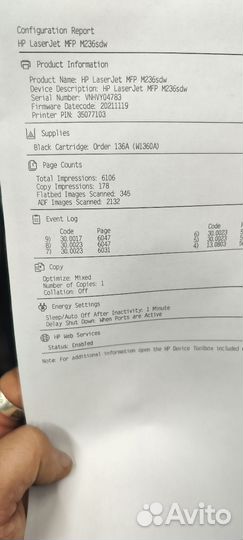 Configuration Report
HP LaserJet MFP M236sdw
Product Information
Product Name: HP LaserJet MFP M236sdw
Device Description: HP LaserJet MFP M236sdw
Serial Number: VNHVY04783
Firmware Datecode: 20211119
Printer PIN: 35077103
Supplies
Black Cartridge: Order 136A (W1360A)
Page Counts
Total Impressions: 6106
Copy Impressions: 178
Flatbed Images Scanned: 345
ADF Images Scanned: 2132
Event Log
Code Page Code
9) 30.0017 6047 6) 30.0023
8) 30.0023 6047 5) 30.0023
7) 30.0023 6031 4) 13.0803
Copy
Optimize: Mixed
Number of Copies: 1
Collation: Off
Energy Settings
Sleep/Auto Off After Inactivity: 1 Minute
Delay Shut Down: When Ports are Active
HP Web Services
Status: Enabled
Note: For additional information open the HP Device Toolbox included
Avito